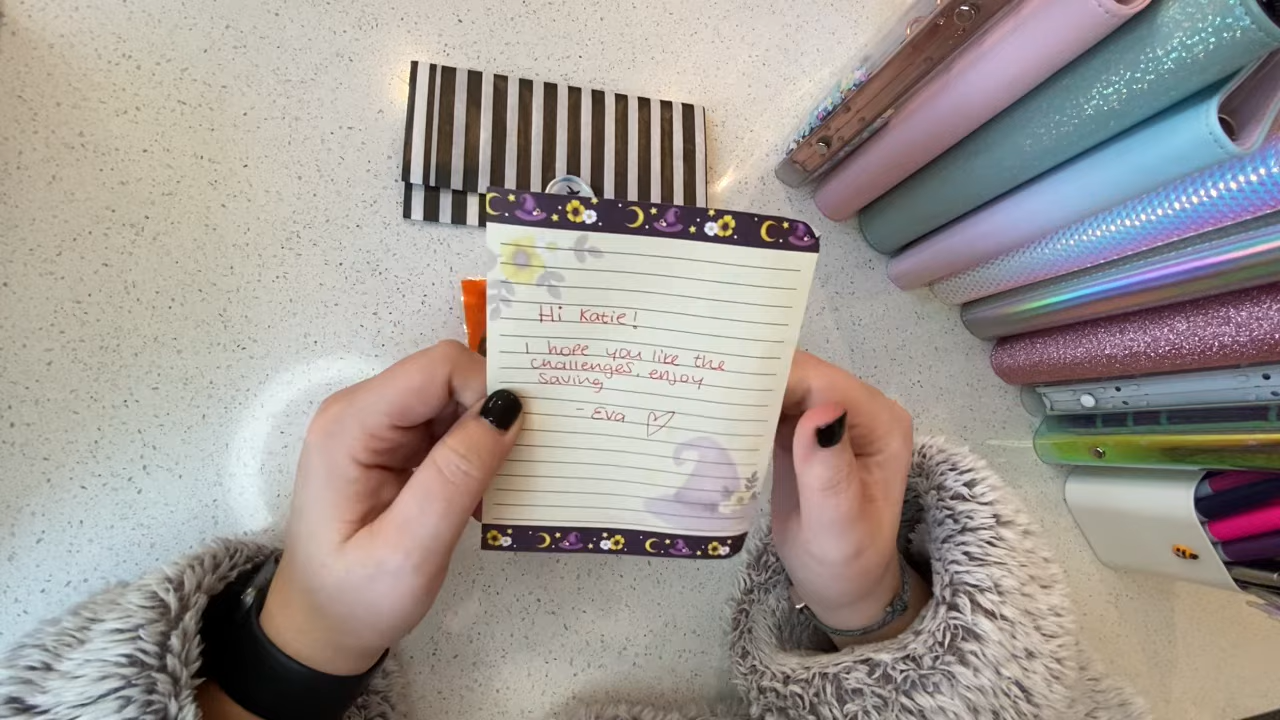 Hi Katie!
I hope you like the
challenges, enjoy
saving
- Eva